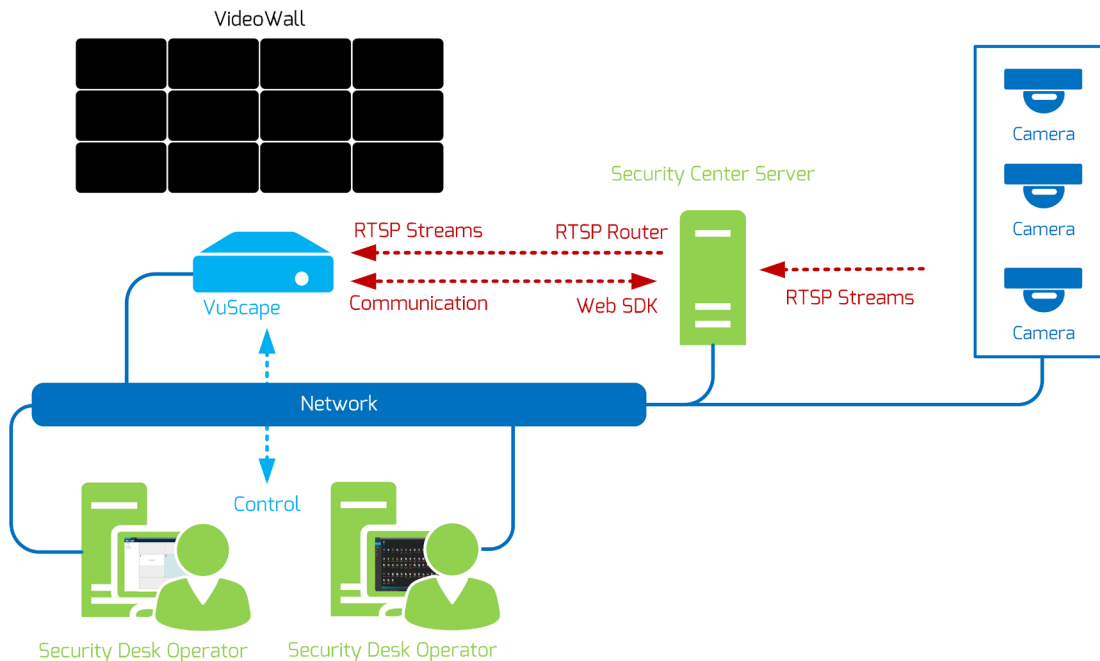 VideoWall
Camera
Security Center Server
Camera
RTSP Streams
RTSP Router
RTSP Streams
Communication
Web SDK
VuScape
Camera
Network
Control
Security Desk Operator
Security Desk Operator